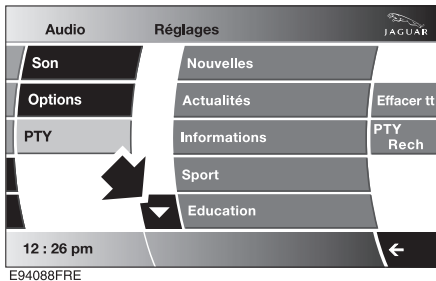 Audio Réglages JAGUAR
Son Nouvelles
Options Actualités Effacer tt
PTY Informations PTY
Rech
Sport
Education
12 : 26 pm
E94088FRE